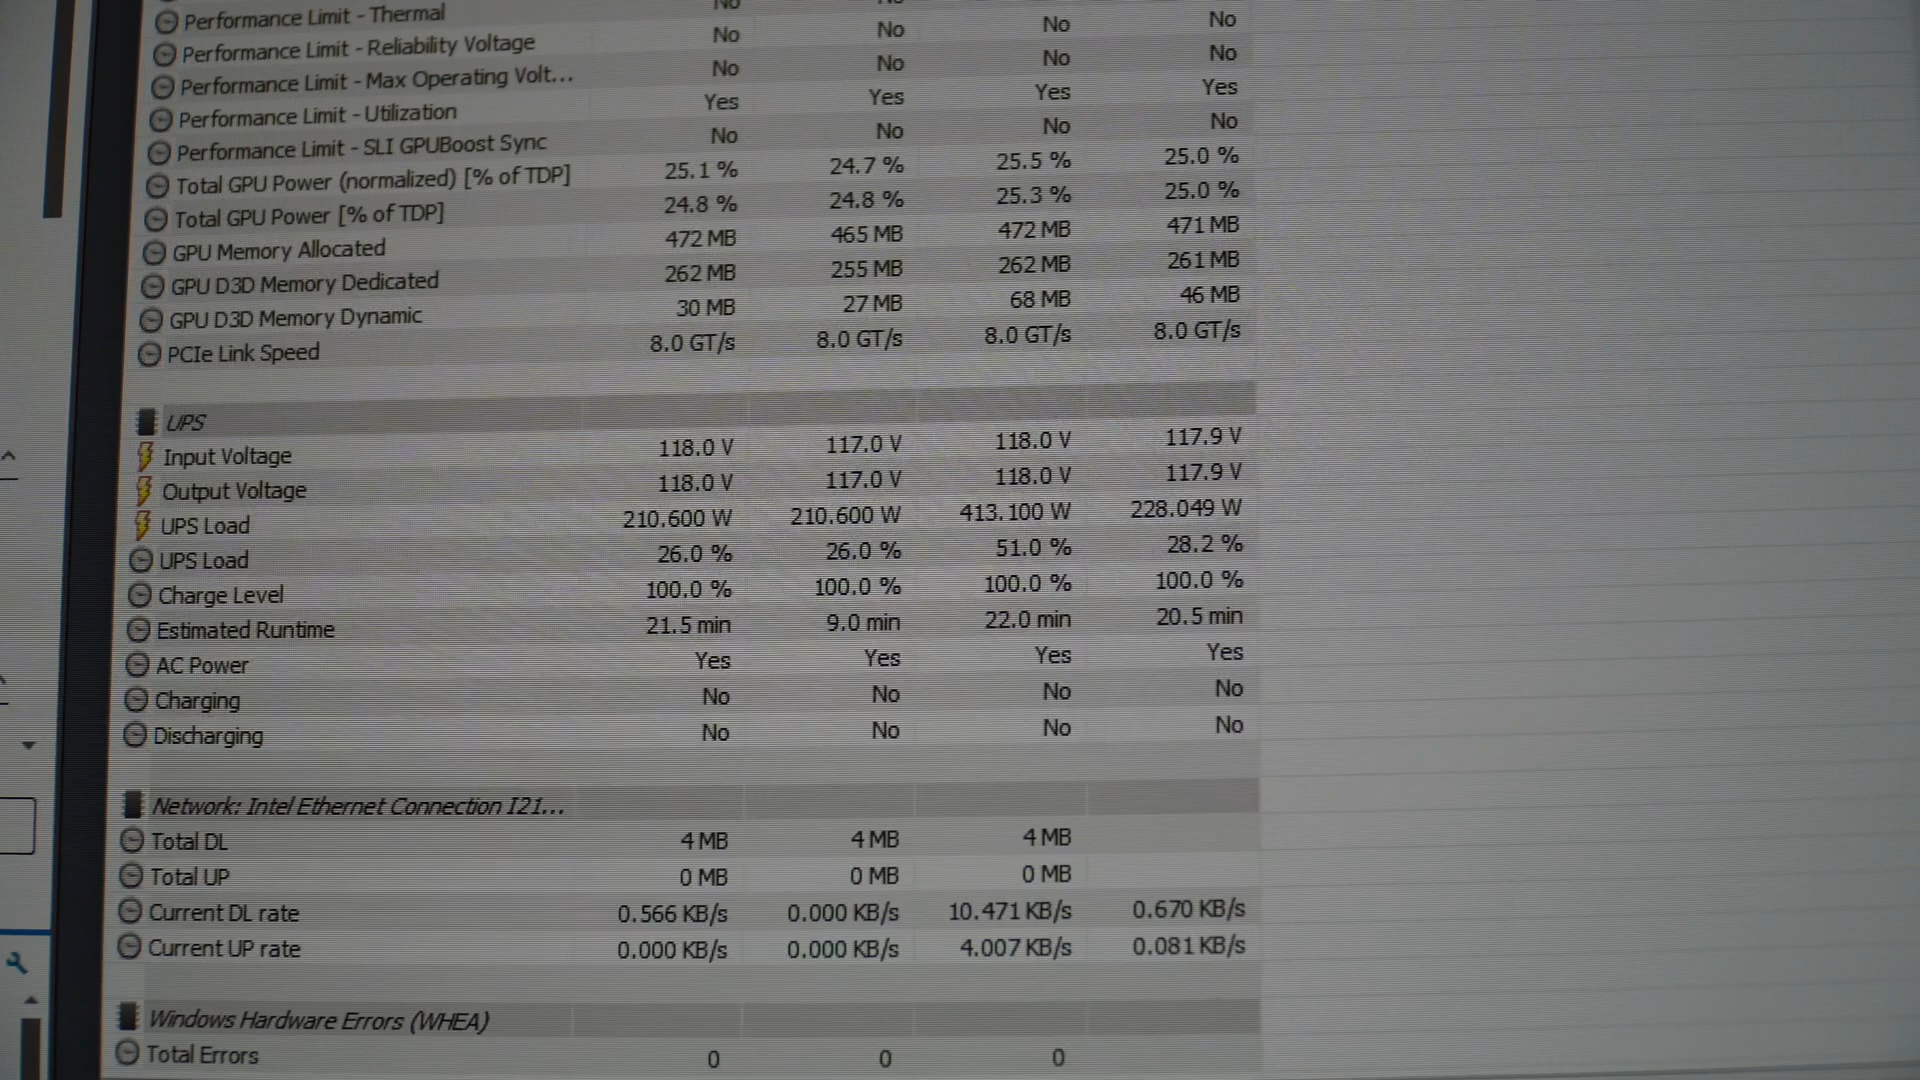 Performance Limit - Thermal No
Performance Limit - Reliability Voltage No No No No
Performance Limit - Max Operating Volt... No No No No
Performance Limit - Utilization Yes Yes Yes Yes
Performance Limit - SLI GPUBoost Sync No No No No
Total GPU Power (normalized) [% of TDP] 25.1 % 24.7 % 25.5 % 25.0 %
Total GPU Power [% of TDP] 24.8 % 24.8 % 25.3 % 25.0 %
GPU Memory Allocated 472 MB 465 MB 472 MB 471 MB
GPU D3D Memory Dedicated 262 MB 255 MB 262 MB 261 MB
GPU D3D Memory Dynamic 30 MB 27 MB 68 MB 46 MB
PCIe Link Speed 8.0 GT/s 8.0 GT/s 8.0 GT/s 8.0 GT/s
UPS
Input Voltage 118.0 V 117.0 V 118.0 V 117.9 V
Output Voltage 118.0 V 117.0 V 118.0 V 117.9 V
UPS Load 210.600 W 210.600 W 413.100 W 228.049 W
UPS Load 26.0 % 26.0 % 51.0 % 28.2 %
Charge Level 100.0 % 100.0 % 100.0 % 100.0 %
Estimated Runtime 21.5 min 9.0 min 22.0 min 20.5 min
AC Power Yes Yes Yes Yes
Charging No No No No
Discharging No No No No
Network: Intel Ethernet Connection I21...
Total DL 4 MB 4 MB 4 MB
Total UP 0 MB 0 MB 0 MB
Current DL rate 0.566 KB/s 0.000 KB/s 10.471 KB/s 0.670 KB/s
Current UP rate 0.000 KB/s 0.000 KB/s 4.007 KB/s 0.081 KB/s
Windows Hardware Errors (WHEA)
Total Errors 0 0 0